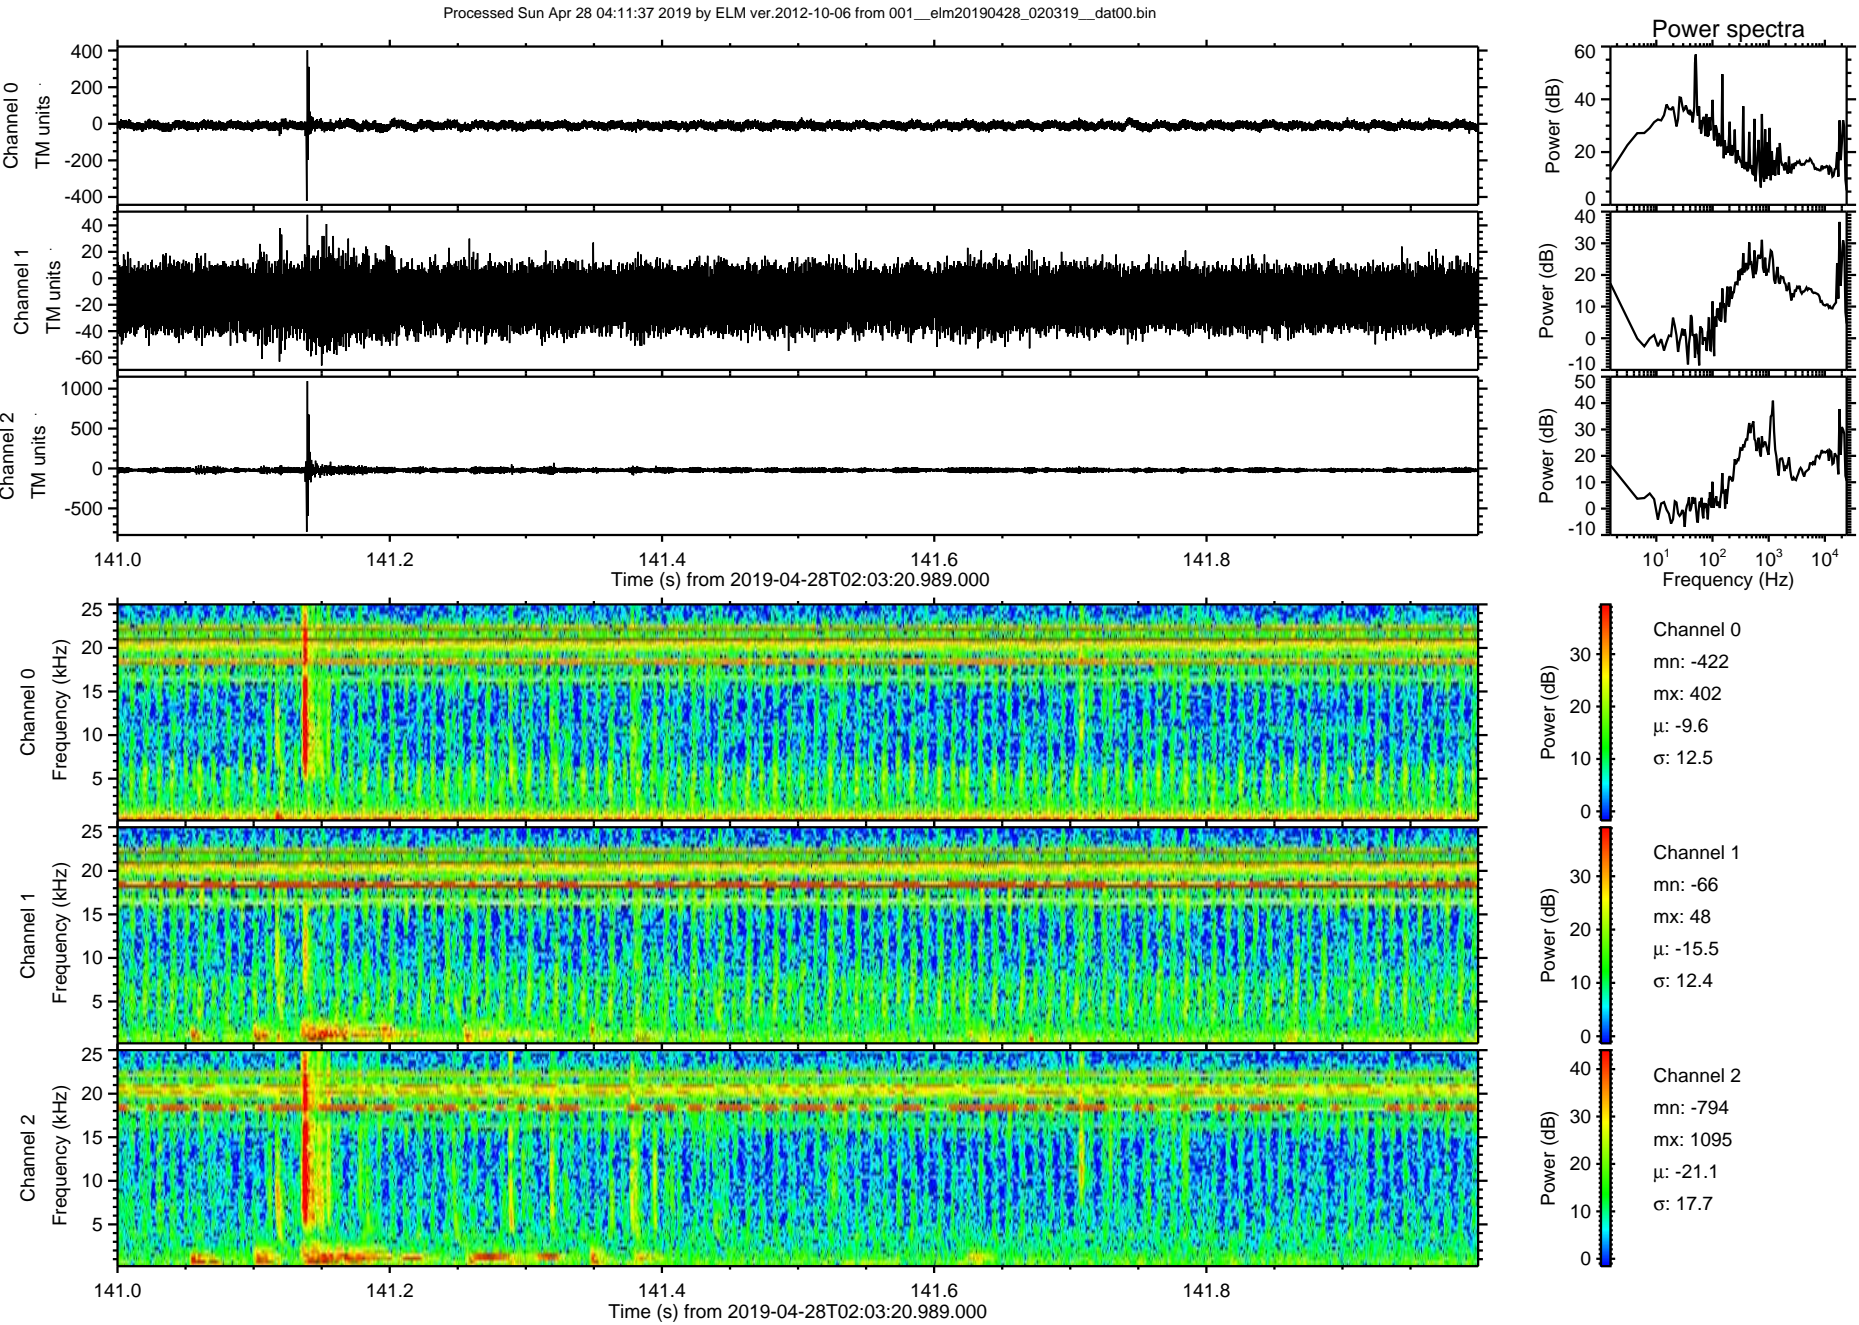 Processed Sun Apr 28 04:11:37 2019 by ELM ver.2012-10-06 from 001__elm20190428_020319__dat00.bin
Power spectra
Channel 0
TM units
400
200
0
-200
-400
Power (dB)
60
40
20
0
Channel 1
TM units
40
20
0
-20
-40
-60
Power (dB)
40
30
20
10
0
-10
Channel 2
TM units
1000
500
0
-500
Power (dB)
50
40
30
20
10
0
-10
141.0 141.2 141.4 141.6 141.8
Time (s) from 2019-04-28T02:03:20.989.000
10^1 10^2 10^3 10^4
Frequency (Hz)
Channel 0
Frequency (kHz)
25
20
15
10
5
Power (dB)
30
20
10
0
Channel 0
mn: -422
mx: 402
μ: -9.6
σ: 12.5
Channel 1
Frequency (kHz)
25
20
15
10
5
Power (dB)
30
20
10
0
Channel 1
mn: -66
mx: 48
μ: -15.5
σ: 12.4
Channel 2
Frequency (kHz)
25
20
15
10
5
Power (dB)
40
30
20
10
0
Channel 2
mn: -794
mx: 1095
μ: -21.1
σ: 17.7
141.0 141.2 141.4 141.6 141.8
Time (s) from 2019-04-28T02:03:20.989.000